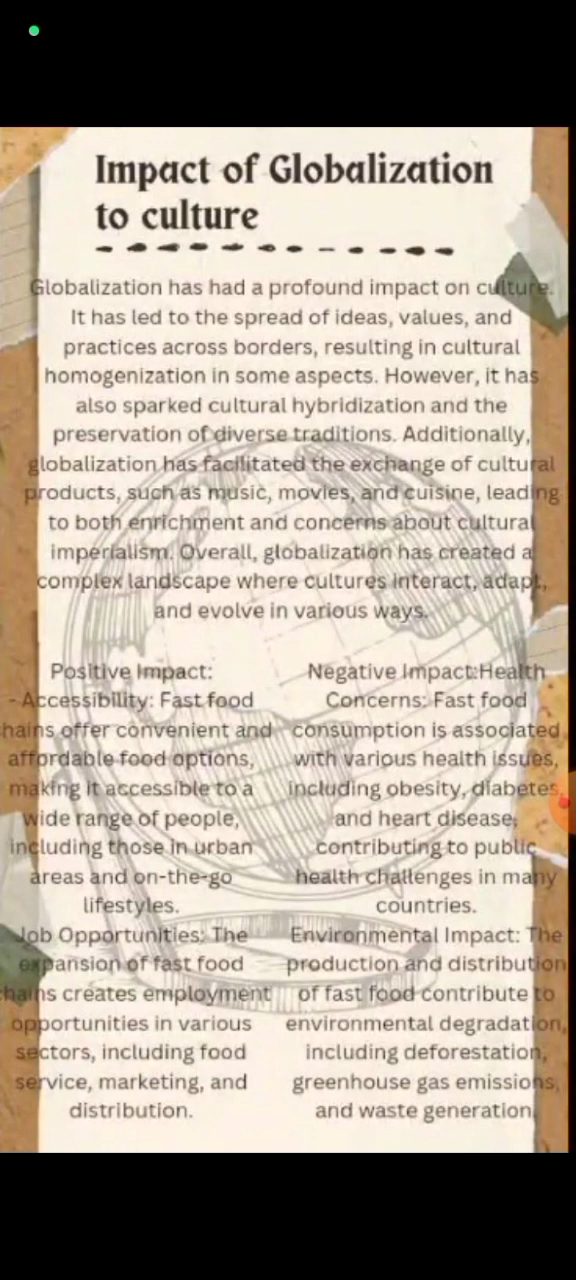 Impact of Globalization
to culture
Globalization has had a profound impact on culture.
It has led to the spread of ideas, values, and
practices across borders, resulting in cultural
homogenization in some aspects. However, it has
also sparked cultural hybridization and the
preservation of diverse traditions. Additionally,
globalization has facilitated the exchange of cultural
products, such as music, movies, and cuisine, leading
to both enrichment and concerns about cultural
imperialism. Overall, globalization has created a
complex landscape where cultures interact, adapt,
and evolve in various ways.
Positive Impact:
- Accessibility: Fast food
hains offer convenient and
affordable food options,
making it accessible to a
wide range of people,
including those in urban
areas and on-the-go
lifestyles.
Job Opportunities: The
expansion of fast food
hains creates employment
opportunities in various
sectors, including food
service, marketing, and
distribution.
Negative Impact:Health
Concerns: Fast food
consumption is associated
with various health issues,
including obesity, diabetes,
and heart disease,
contributing to public
health challenges in many
countries.
Environmental Impact: The
production and distribution
of fast food contribute to
environmental degradation,
including deforestation,
greenhouse gas emissions,
and waste generation.